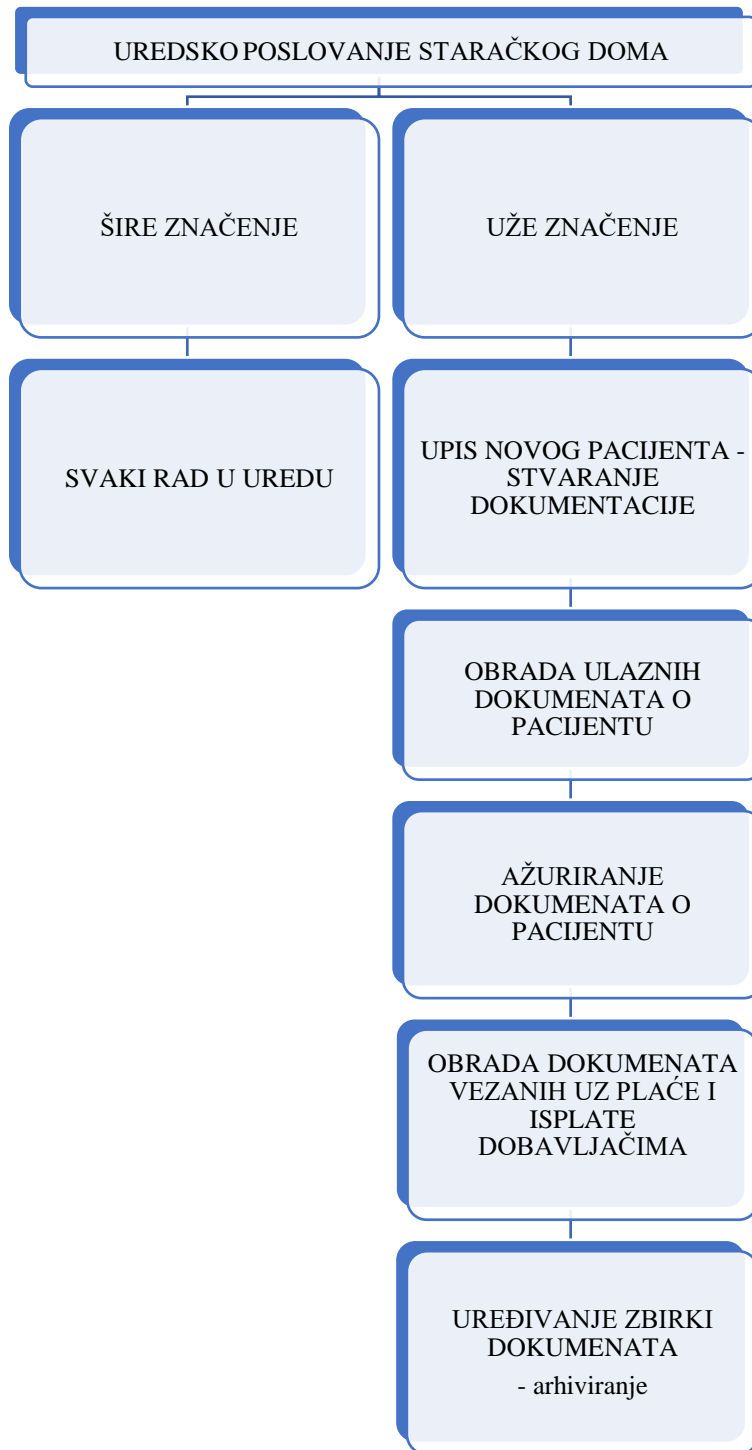 UREDSKO POSLOVANJE STARAČKOG DOMA
ŠIRE ZNAČENJE
UŽE ZNAČENJE
SVAKI RAD U UREDU
UPIS NOVOG PACIJENTA -
STVARANJE
DOKUMENTACIJE
OBRADA ULAZNIH
DOKUMENATA O
PACIJENTU
AŽURIRANJE
DOKUMENATA O
PACIJENTU
OBRADA DOKUMENATA
VEZANIH UZ PLAĆE I
ISPLATE
DOBAVLJAČIMA
UREĐIVANJE ZBIRKI
DOKUMENATA
- arhiviranje